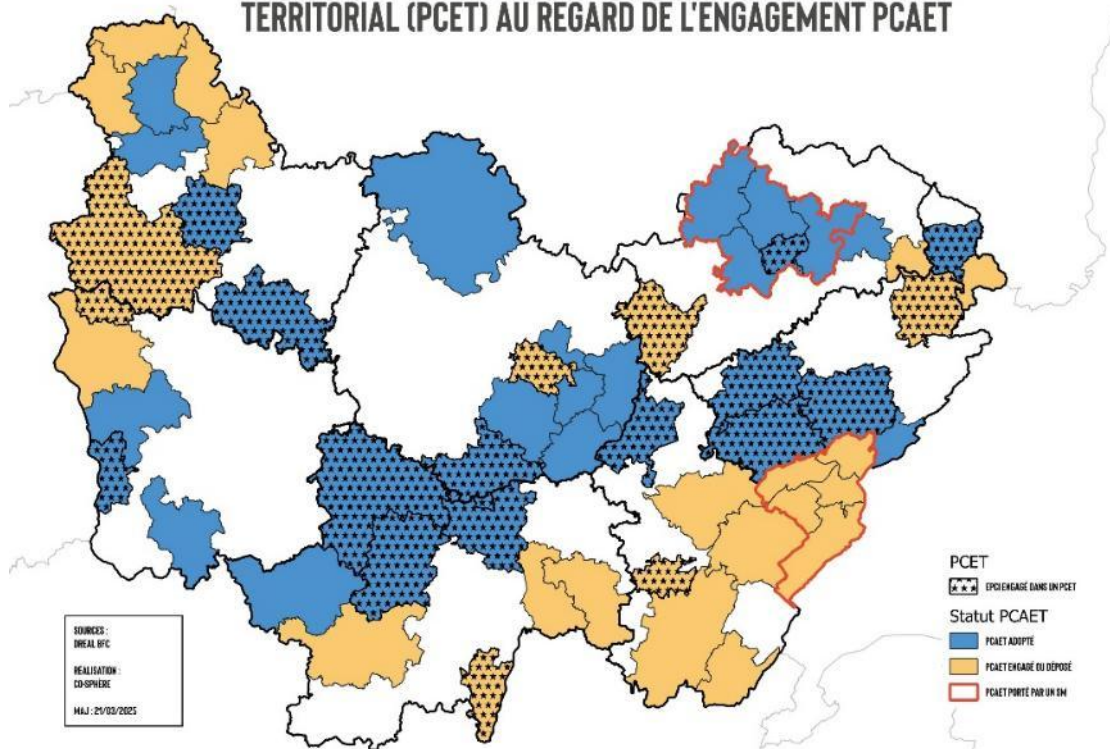 TERRITORIAL (PCET) AU REGARD DE L'ENGAGEMENT PCAET
PCET
EPCI ENGAGÉ DANS UN PCET
Statut PCAET
PCAET ADOPTÉ
PCAET ENGAGÉ OU DÉPOSÉ
PCAET PORTÉ PAR UN SM
SOURCES :
DREAL BFC
RÉALISATION :
CO-SPHÈRE
MAJ : 21/03/2025